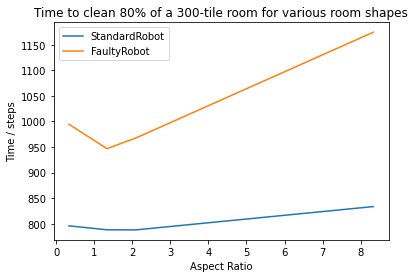 Time to clean 80% of a 300-tile room for various room shapes
StandardRobot
FaultyRobot
1150
1100
1050
1000
950
900
850
800
Time / steps
0 1 2 3 4 5 6 7 8
Aspect Ratio